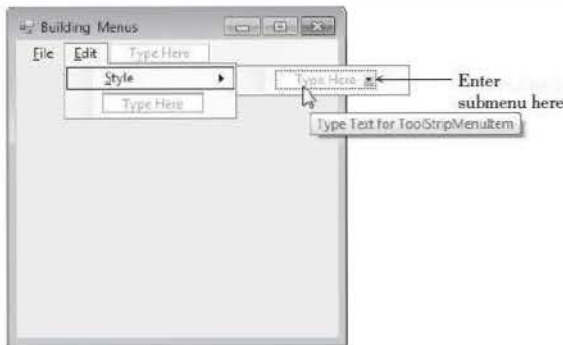 Building Menus
File Edit Type Here
Style Type Here
Type Here
Enter
submenu here
Type Text for ToolStripMenuItem